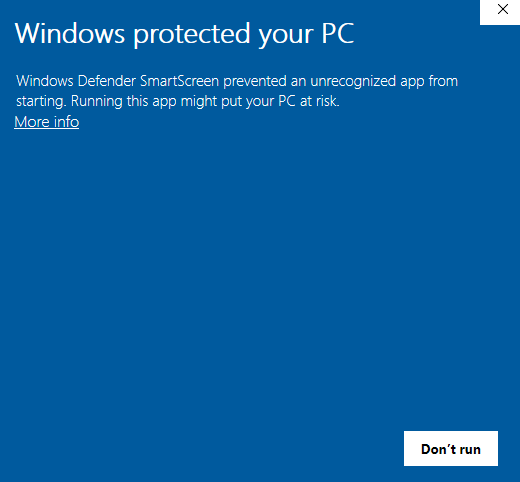 Windows protected your PC
Windows Defender SmartScreen prevented an unrecognized app from
starting. Running this app might put your PC at risk.
More info
Don't run